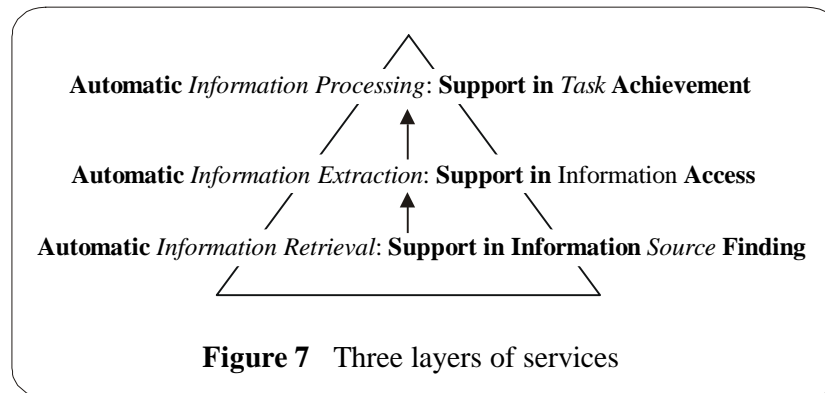 Automatic Information Processing: Support in Task Achievement
Automatic Information Extraction: Support in Information Access
Automatic Information Retrieval: Support in Information Source Finding
Figure 7 Three layers of services